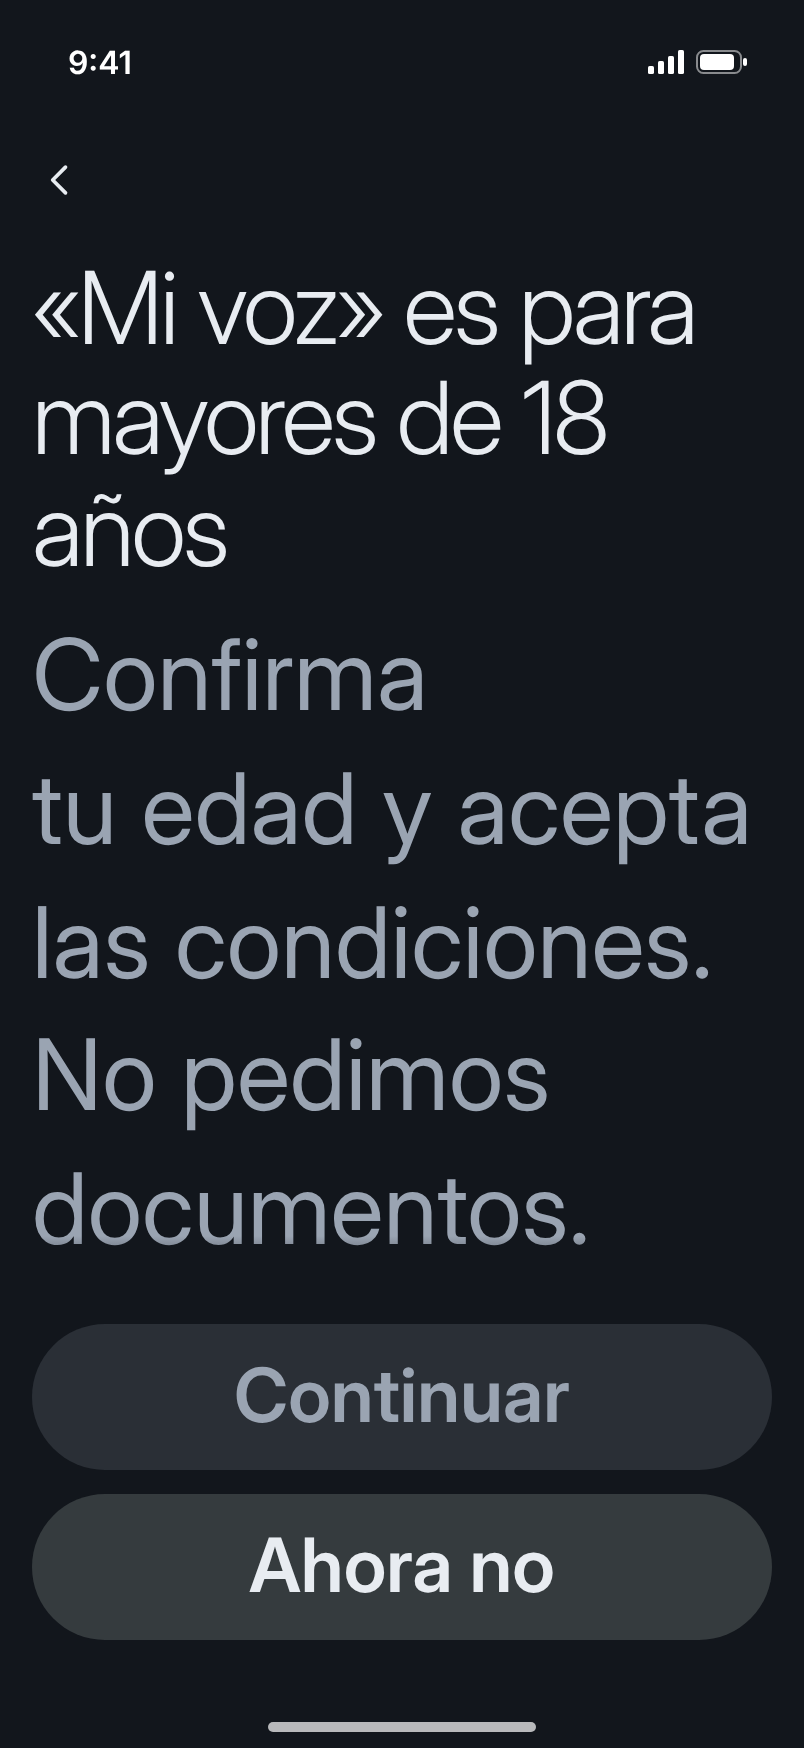 9:41
«Mi voz» es para
mayores de 18
años
Confirma
tu edad y acepta
las condiciones.
No pedimos
documentos.
Continuar
Ahora no